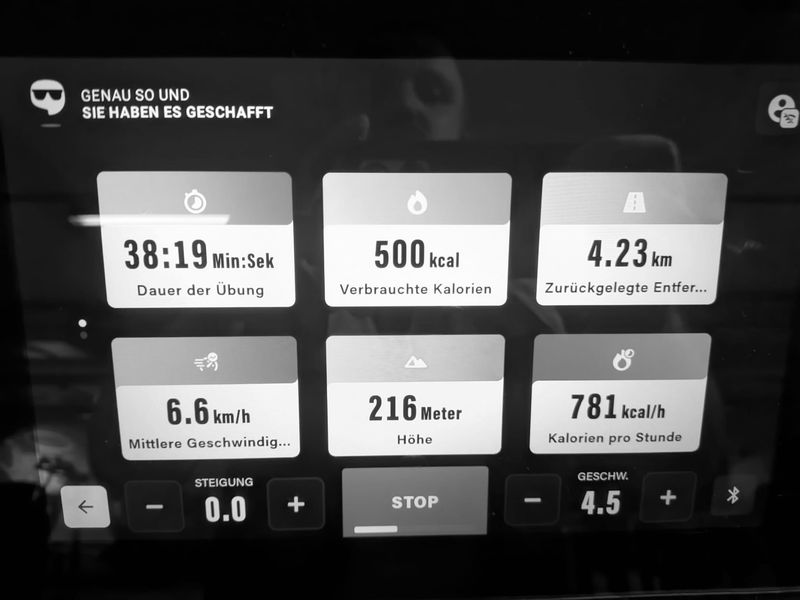 GENAU SO UND
SIE HABEN ES GESCHAFFT
38:19 Min:Sek
Dauer der Übung
500 kcal
Verbrauchte Kalorien
4.23 km
Zurückgelegte Entfer...
6.6 km/h
Mittlere Geschwindig...
216 Meter
Höhe
781 kcal/h
Kalorien pro Stunde
STEIGUNG
0.0
STOP
GESCHW.
4.5